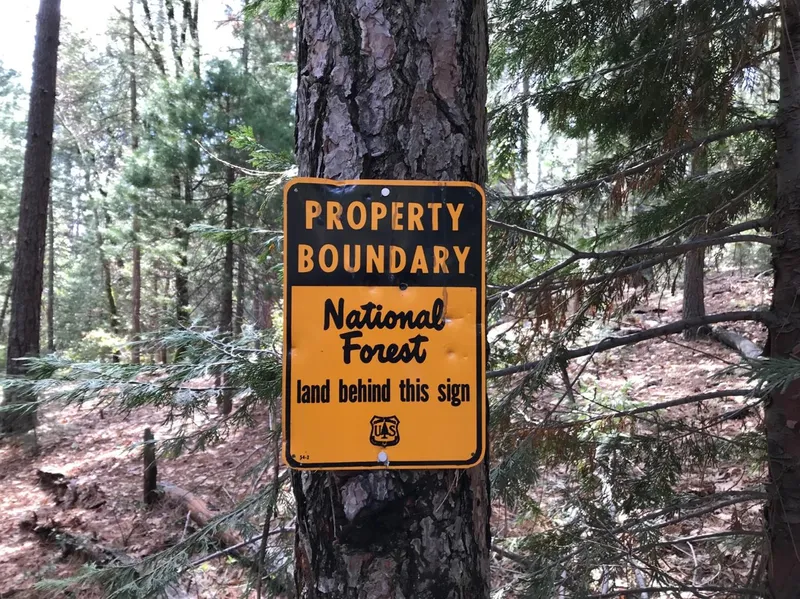 PROPERTY
BOUNDARY
National
Forest
land behind this sign
U S